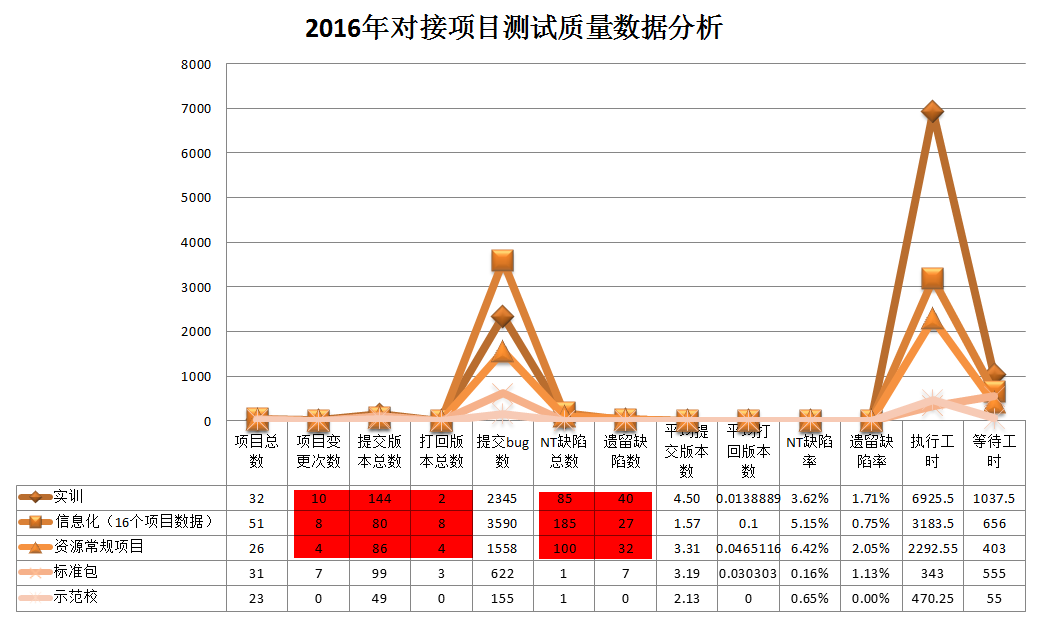 2016年对接项目测试质量数据分析
8000
7000
6000
5000
4000
3000
2000
1000
0
项目总 项目变 提交版 打回版 提交bug NT缺陷 遗留缺 平均提 平均打 NT缺陷 遗留缺 执行工 等待工
数 更次数 本总数 本总数 数 总数 陷数 交版本 回版本 率 陷率 时 时
数 数
实训 32 10 144 2 2345 85 40 4.50 0.0138889 3.62% 1.71% 6925.5 1037.5
信息化（16个项目数据） 51 8 80 8 3590 185 27 1.57 0.1 5.15% 0.75% 3183.5 656
资源常规项目 26 4 86 4 1558 100 32 3.31 0.0465116 6.42% 2.05% 2292.55 403
标准包 31 7 99 3 622 1 7 3.19 0.030303 0.16% 1.13% 343 555
示范校 23 0 49 0 155 1 0 2.13 0 0.65% 0.00% 470.25 55